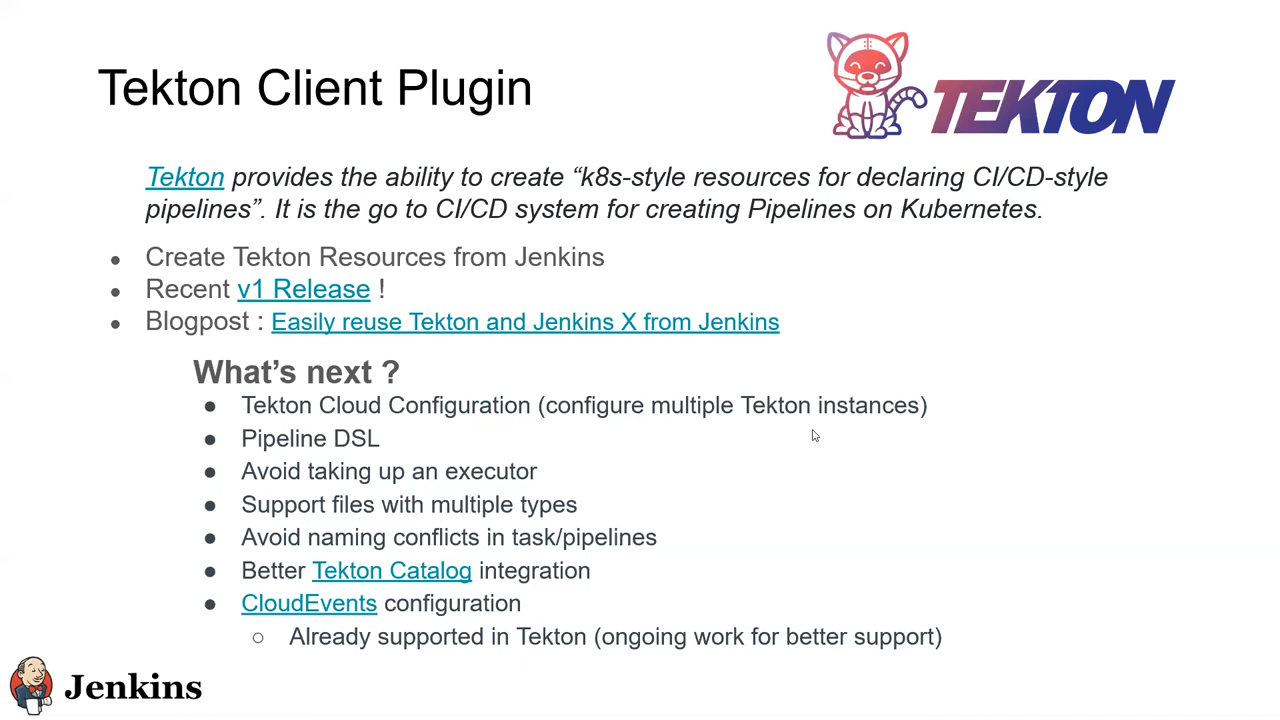 Tekton Client Plugin
TEKTON
Tekton provides the ability to create “k8s-style resources for declaring CI/CD-style
pipelines”. It is the go to CI/CD system for creating Pipelines on Kubernetes.
● Create Tekton Resources from Jenkins
● Recent v1 Release !
● Blogpost : Easily reuse Tekton and Jenkins X from Jenkins
What’s next ?
● Tekton Cloud Configuration (configure multiple Tekton instances)
● Pipeline DSL
● Avoid taking up an executor
● Support files with multiple types
● Avoid naming conflicts in task/pipelines
● Better Tekton Catalog integration
● CloudEvents configuration
○ Already supported in Tekton (ongoing work for better support)
Jenkins